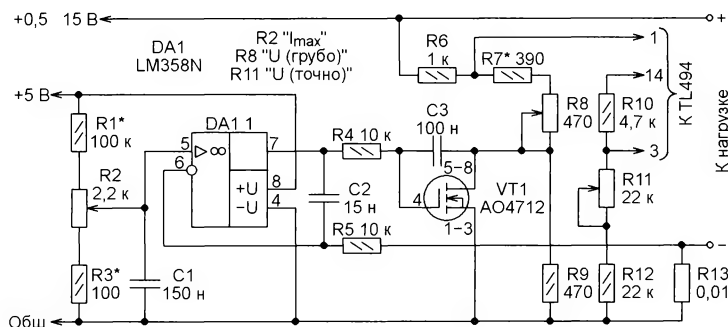 +0,5 15 В
DA1
LM358N
R2 "Imax"
R8 "U (грубо)"
R11 "U (точно)"
R6
1 к
R7* 390
1
14
3
К TL494
К нагрузке
+
+5 В
R1*
100 к
R2
2,2 к
R3*
100
C1
150 н
DA1 1
5
6
▷ ∞
+U
−U
7
8
4
R4 10 к
C2
15 н
R5 10 к
C3
100 н
5–8
4
1–3
VT1
AO4712
R8
470
R9
470
R10
4,7 к
R11
22 к
R12
22 к
R13
0,01
−
Общ